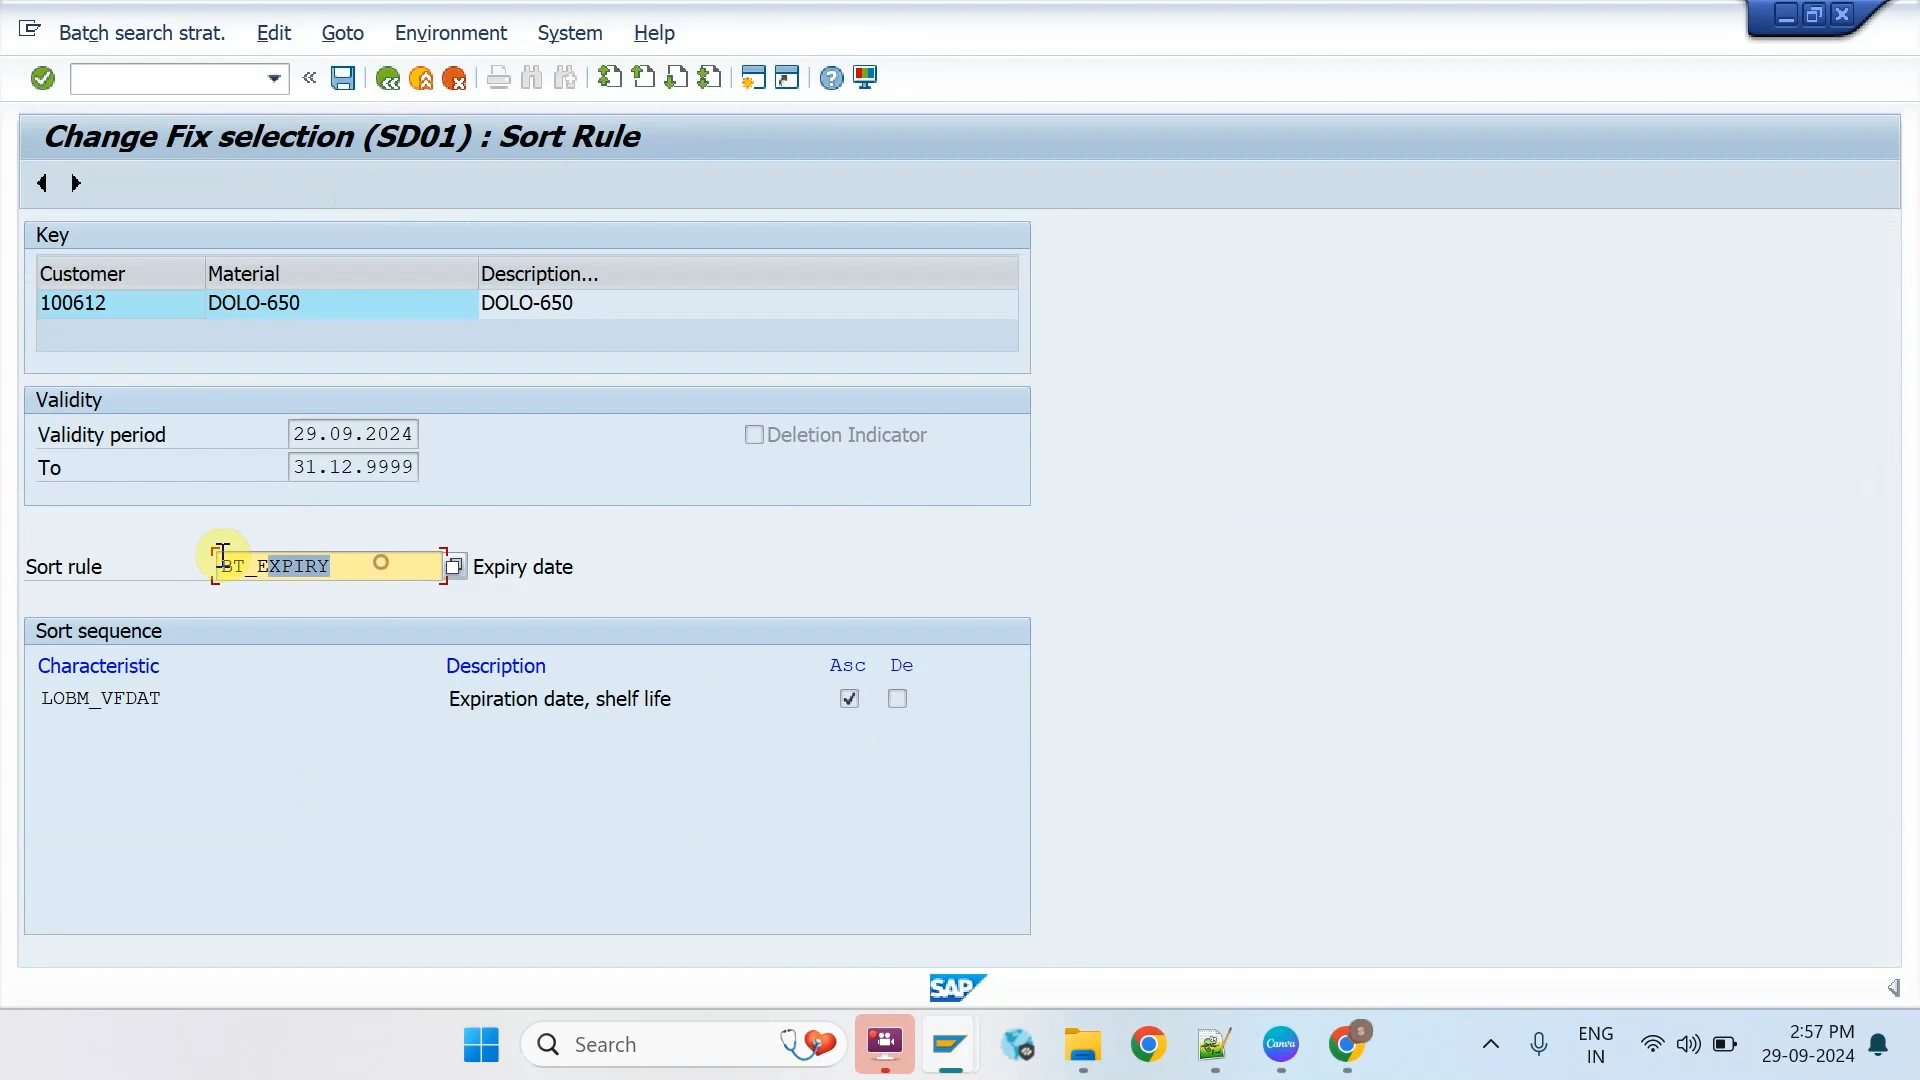 Batch search strat. Edit Goto Environment System Help
Change Fix selection (SD01) : Sort Rule
Key
Customer Material Description...
100612 DOLO-650 DOLO-650
Validity
Validity period 29.09.2024 Deletion Indicator
To 31.12.9999
Sort rule BT_EXPIRY Expiry date
Sort sequence
Characteristic Description Asc De
LOBM_VFDAT Expiration date, shelf life
SAP
Search Canva S ENG 2:57 PM
IN 29-09-2024